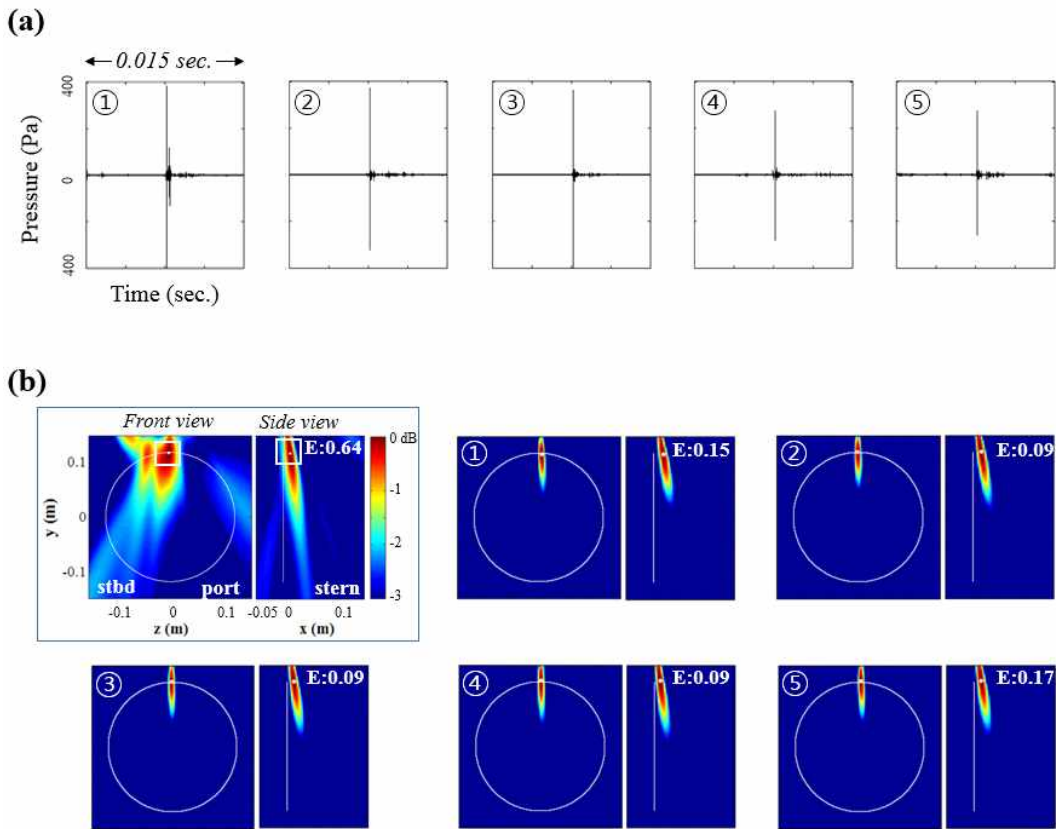 (a)
0.015 sec.
① ② ③ ④ ⑤
400
0
400
Pressure (Pa)
Time (sec.)
(b)
Front view Side view
E:0.64
0 dB
-1
-2
-3
0.1
0
-0.1
y (m)
stbd port stern
-0.1 0 0.1 -0.05 0 0.1
z (m) x (m)
① E:0.15
② E:0.09
③ E:0.09
④ E:0.09
⑤ E:0.17